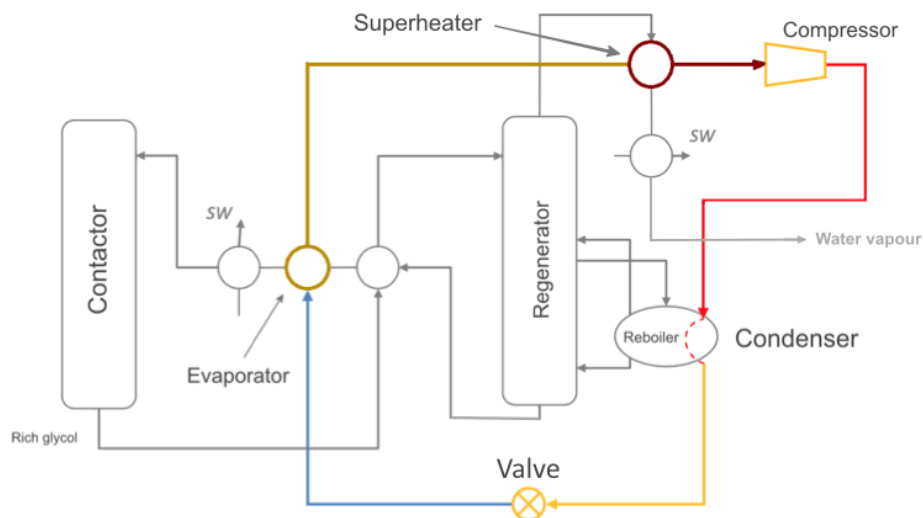 Superheater
Compressor
SW
Water vapour
Contactor
SW
Regenerator
Reboiler
Condenser
Evaporator
Rich glycol
Valve